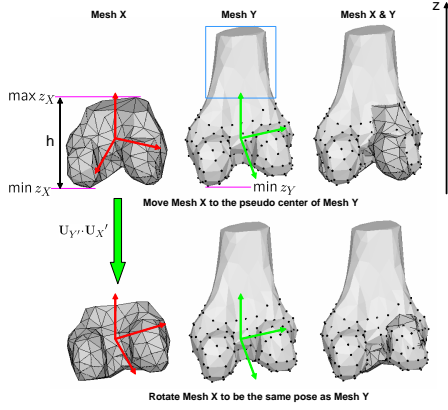 Mesh X Mesh Y Mesh X & Y
z
max z_X
h
min z_X
min z_Y
Move Mesh X to the pseudo center of Mesh Y
U_{Y'}·U_X'
Rotate Mesh X to be the same pose as Mesh Y